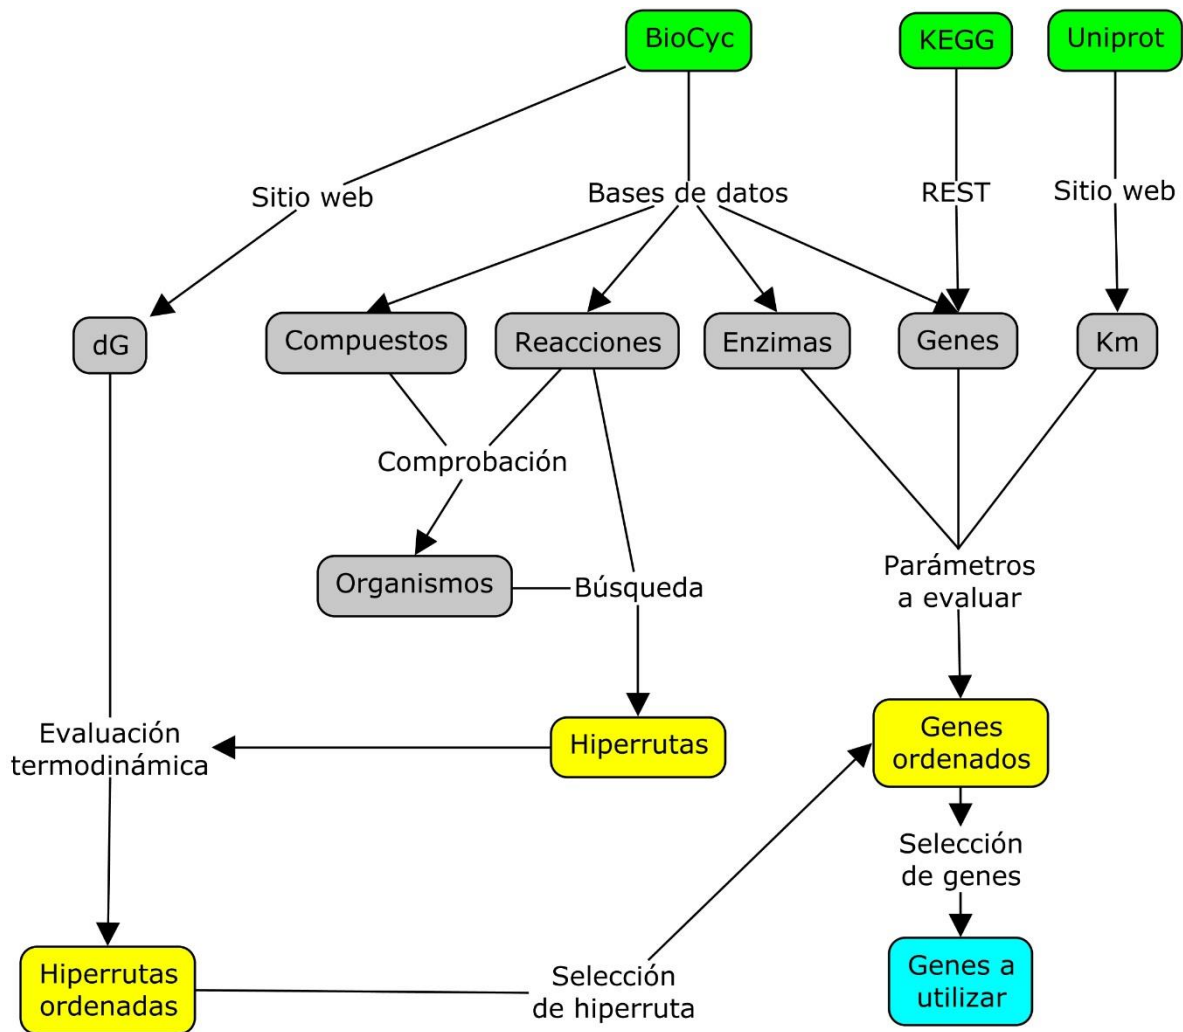 BioCyc
KEGG
Uniprot
Sitio web
Bases de datos
REST
Sitio web
dG
Compuestos
Reacciones
Enzimas
Genes
Km
Comprobación
Organismos
Búsqueda
Parámetros
a evaluar
Evaluación
termodinámica
Hiperrutas
Genes
ordenados
Selección
de genes
Hiperrutas
ordenadas
Selección
de hiperruta
Genes a
utilizar